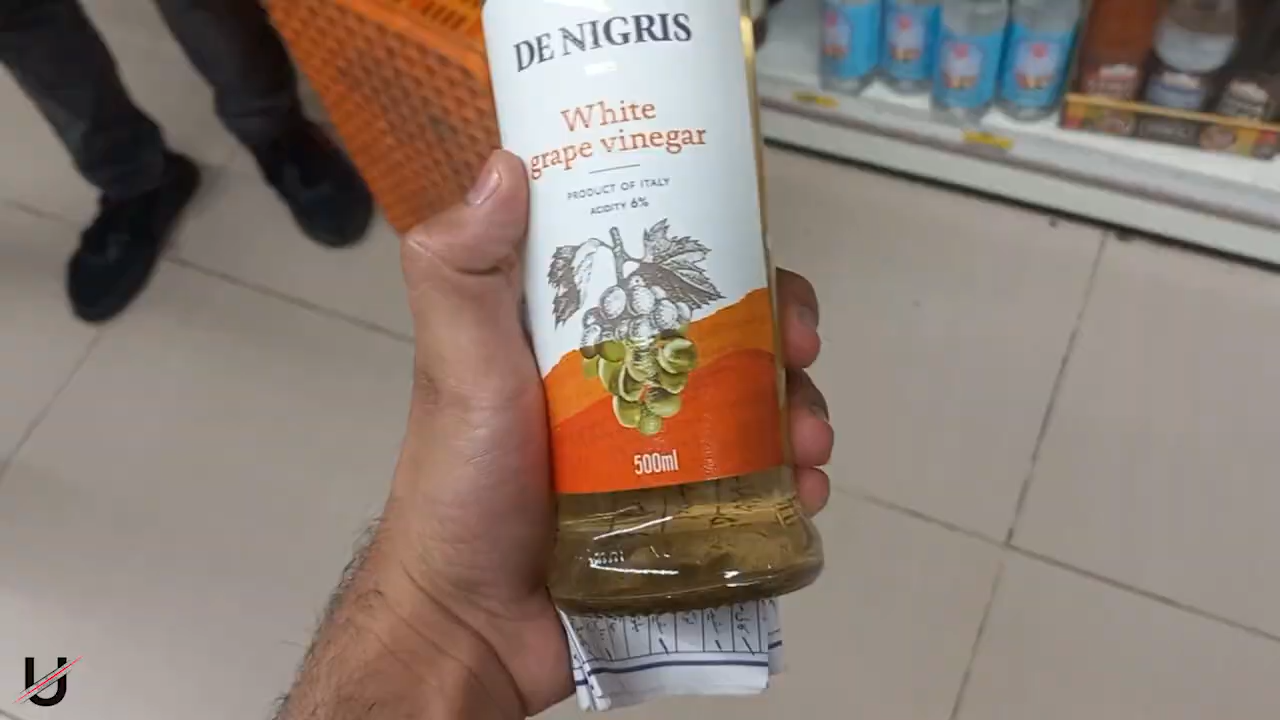 DE NIGRIS
White
grape vinegar
PRODUCT OF ITALY
ACIDITY 6%
500ml
U